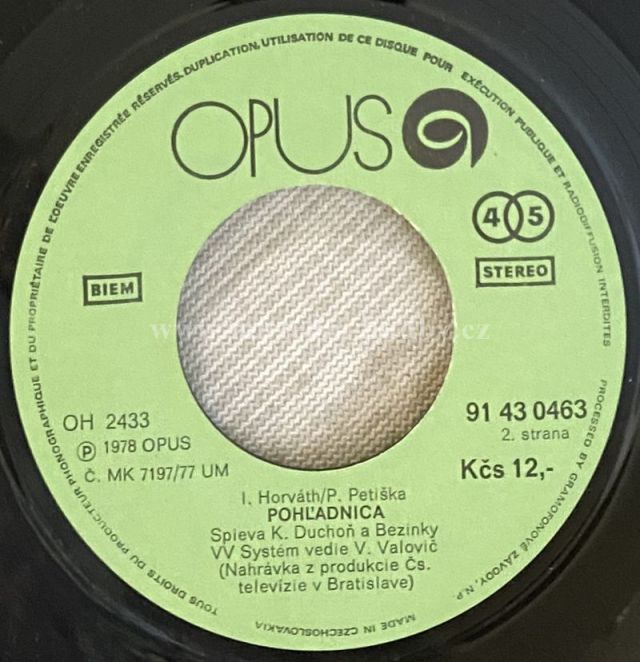 TOUS DROITS DU PRODUCTEUR PHONOGRAPHIQUE ET DU PROPRIÉTAIRE DE L'OEUVRE ENREGISTRÉE RÉSERVÉS. DUPLICATION, UTILISATION DE CE DISQUE POUR EXÉCUTION PUBLIQUE ET RADIODIFFUSION INTERDITES
PROCESSED BY GRAMOFONOVÉ ZÁVODY, N.P.
MADE IN CZECHOSLOVAKIA
OPUS
45
BIEM
STEREO
OH 2433
91 43 0463
Ⓟ 1978 OPUS
2. strana
Č. MK 7197/77 UM
Kčs 12,-
I. Horváth/P. Petiška
POHĽADNICA
Spieva K. Duchoň a Bezinky
VV Systém vedie V. Valovič
(Nahrávka z produkcie Čs.
televízie v Bratislave)